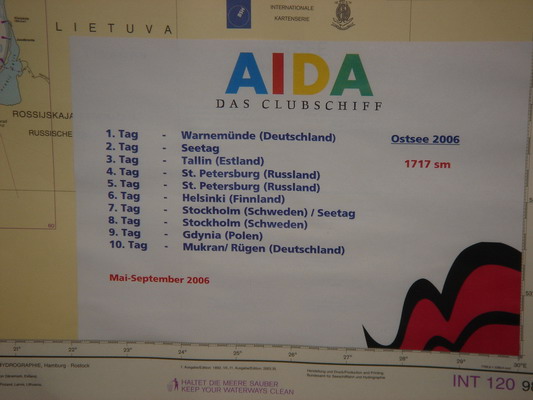 INTERNATIONALE
KARTENSERIE
LIETUVA
ROSSIJSKAJA
RUSSISCHE
AIDA
DAS CLUBSCHIFF
1. Tag - Warnemünde (Deutschland)
2. Tag - Seetag
3. Tag - Tallin (Estland)
4. Tag - St. Petersburg (Russland)
5. Tag - St. Petersburg (Russland)
6. Tag - Helsinki (Finnland)
7. Tag - Stockholm (Schweden) / Seetag
8. Tag - Stockholm (Schweden)
9. Tag - Gdynia (Polen)
10. Tag - Mukran/ Rügen (Deutschland)
Ostsee 2006
1717 sm
Mai-September 2006
HYDROGRAPHIE, Hamburg · Rostock
HALTET DIE MEERE SAUBER
KEEP YOUR WATERWAYS CLEAN
INT 120